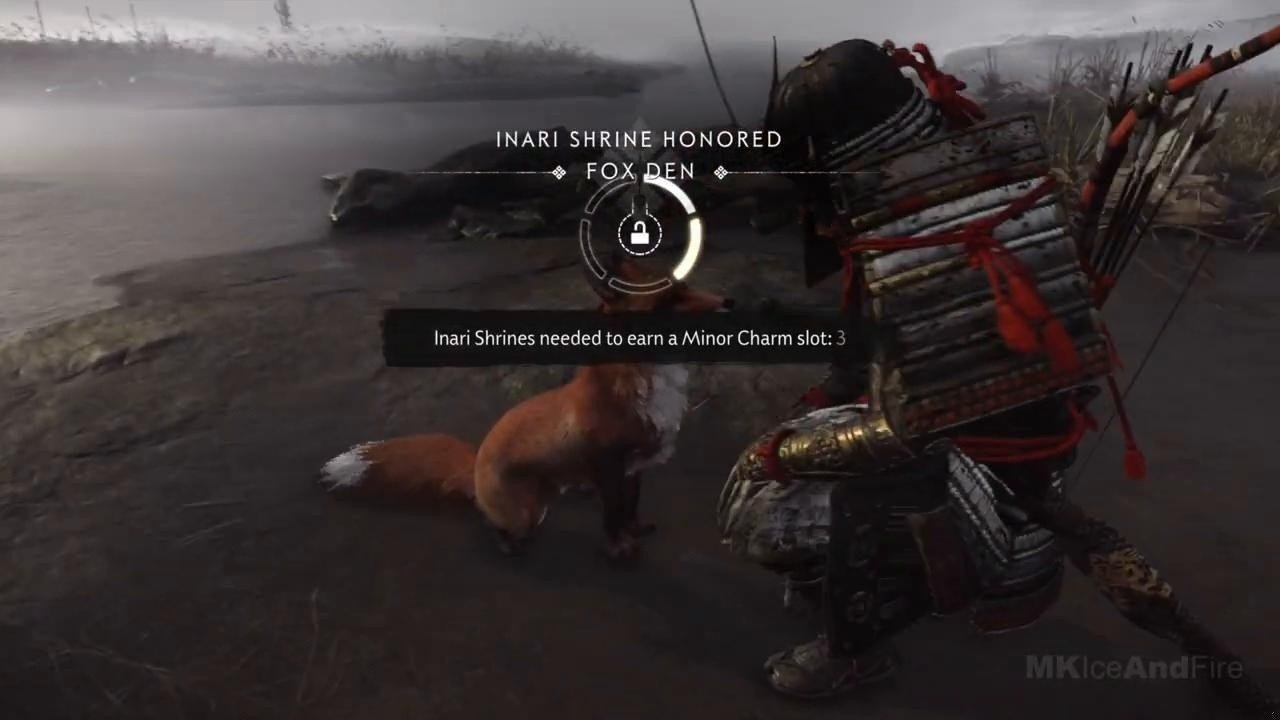 INARI SHRINE HONORED
FOX DEN
Inari Shrines needed to earn a Minor Charm slot: 3
MKIceAndFire